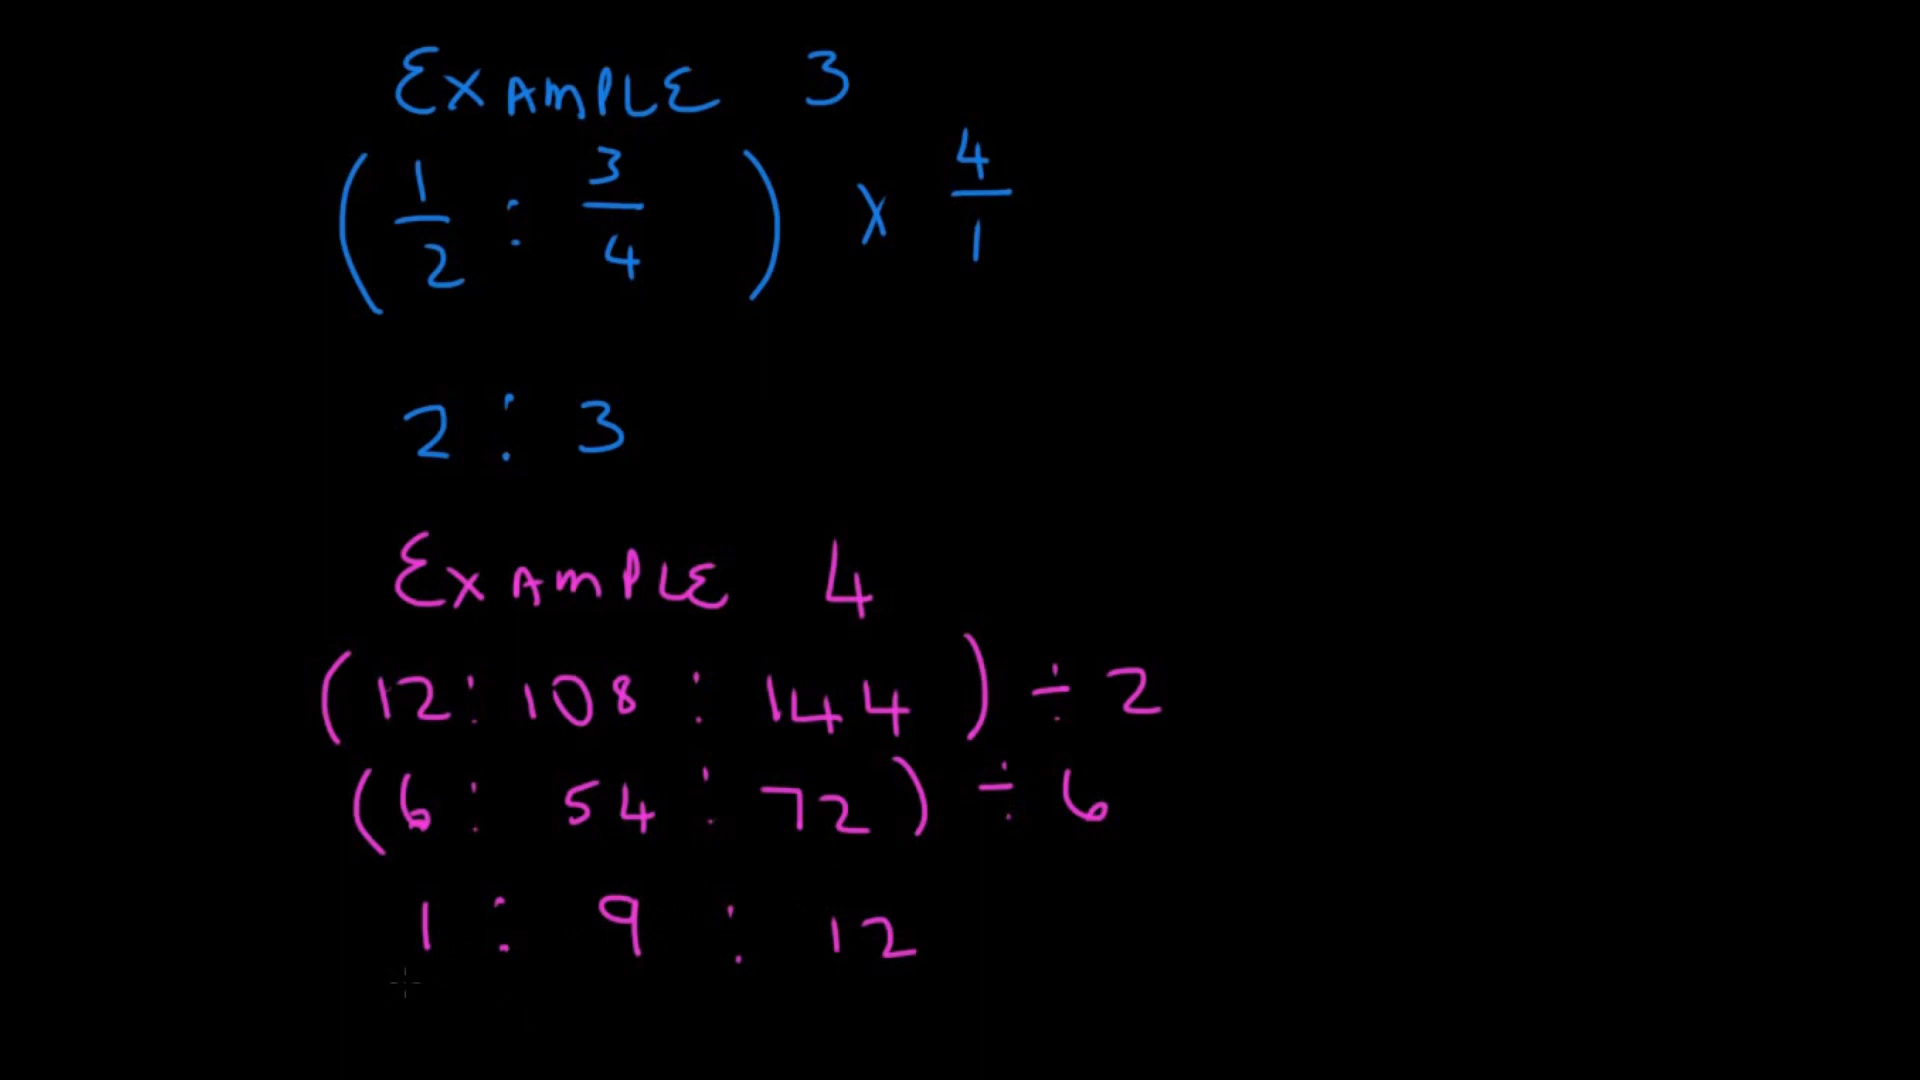 EXAMPLE 3
(1/2 : 3/4) x 4/1
2 : 3
EXAMPLE 4
(12 : 108 : 144) ÷ 2
(6 : 54 : 72) ÷ 6
1 : 9 : 12